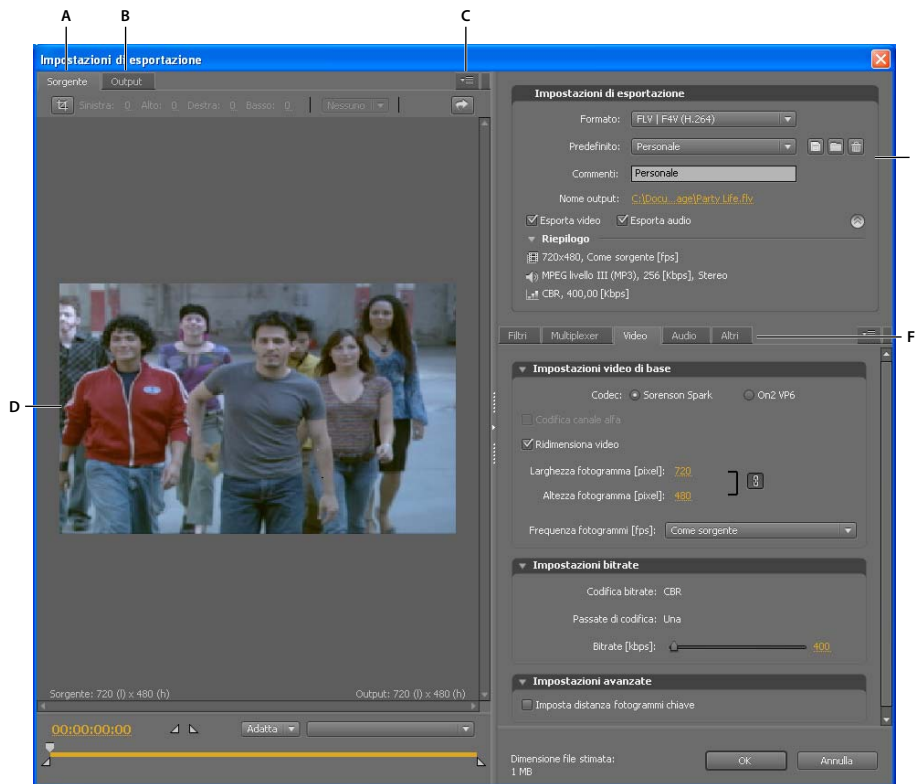 A B C
Impostazioni di esportazione
Sorgente Output
Sinistra: 0 Alto: 0 Destra: 0 Basso: 0 Nessuno
Impostazioni di esportazione
Formato: FLV | F4V (H.264)
Predefinito: Personale
Commenti: Personale
Nome output: C:\Docu...age\Party Life.flv
Esporta video Esporta audio
Riepilogo
720x480, Come sorgente [fps]
MPEG livello III (MP3), 256 [Kbps], Stereo
CBR, 400,00 [Kbps]
Filtri Multiplexer Video Audio Altri F
Impostazioni video di base
Codec: Sorenson Spark On2 VP6
D
Codifica canale alfa
Ridimensiona video
Larghezza fotogramma [pixel]: 720
Altezza fotogramma [pixel]: 480
Frequenza fotogrammi [fps]: Come sorgente
Impostazioni bitrate
Codifica bitrate: CBR
Passate di codifica: Una
Bitrate [kbps]: 400
Impostazioni avanzate
Imposta distanza fotogrammi chiave
Sorgente: 720 (l) x 480 (h) Output: 720 (l) x 480 (h)
00:00:00:00 Adatta
Dimensione file stimata:
1 MB
OK Annulla